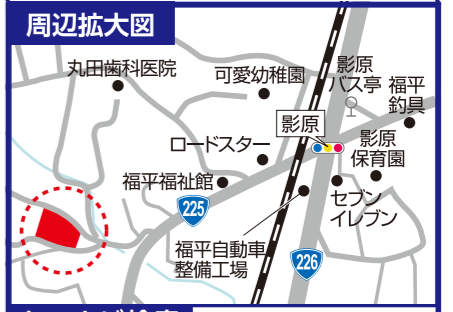 周辺拡大図
丸田歯科医院
可愛幼稚園
影原
バス亭
福平
釣具
影原
ロードスター
影原
保育園
福平福祉館
225
セブン
イレブン
福平自動車
整備工場
226